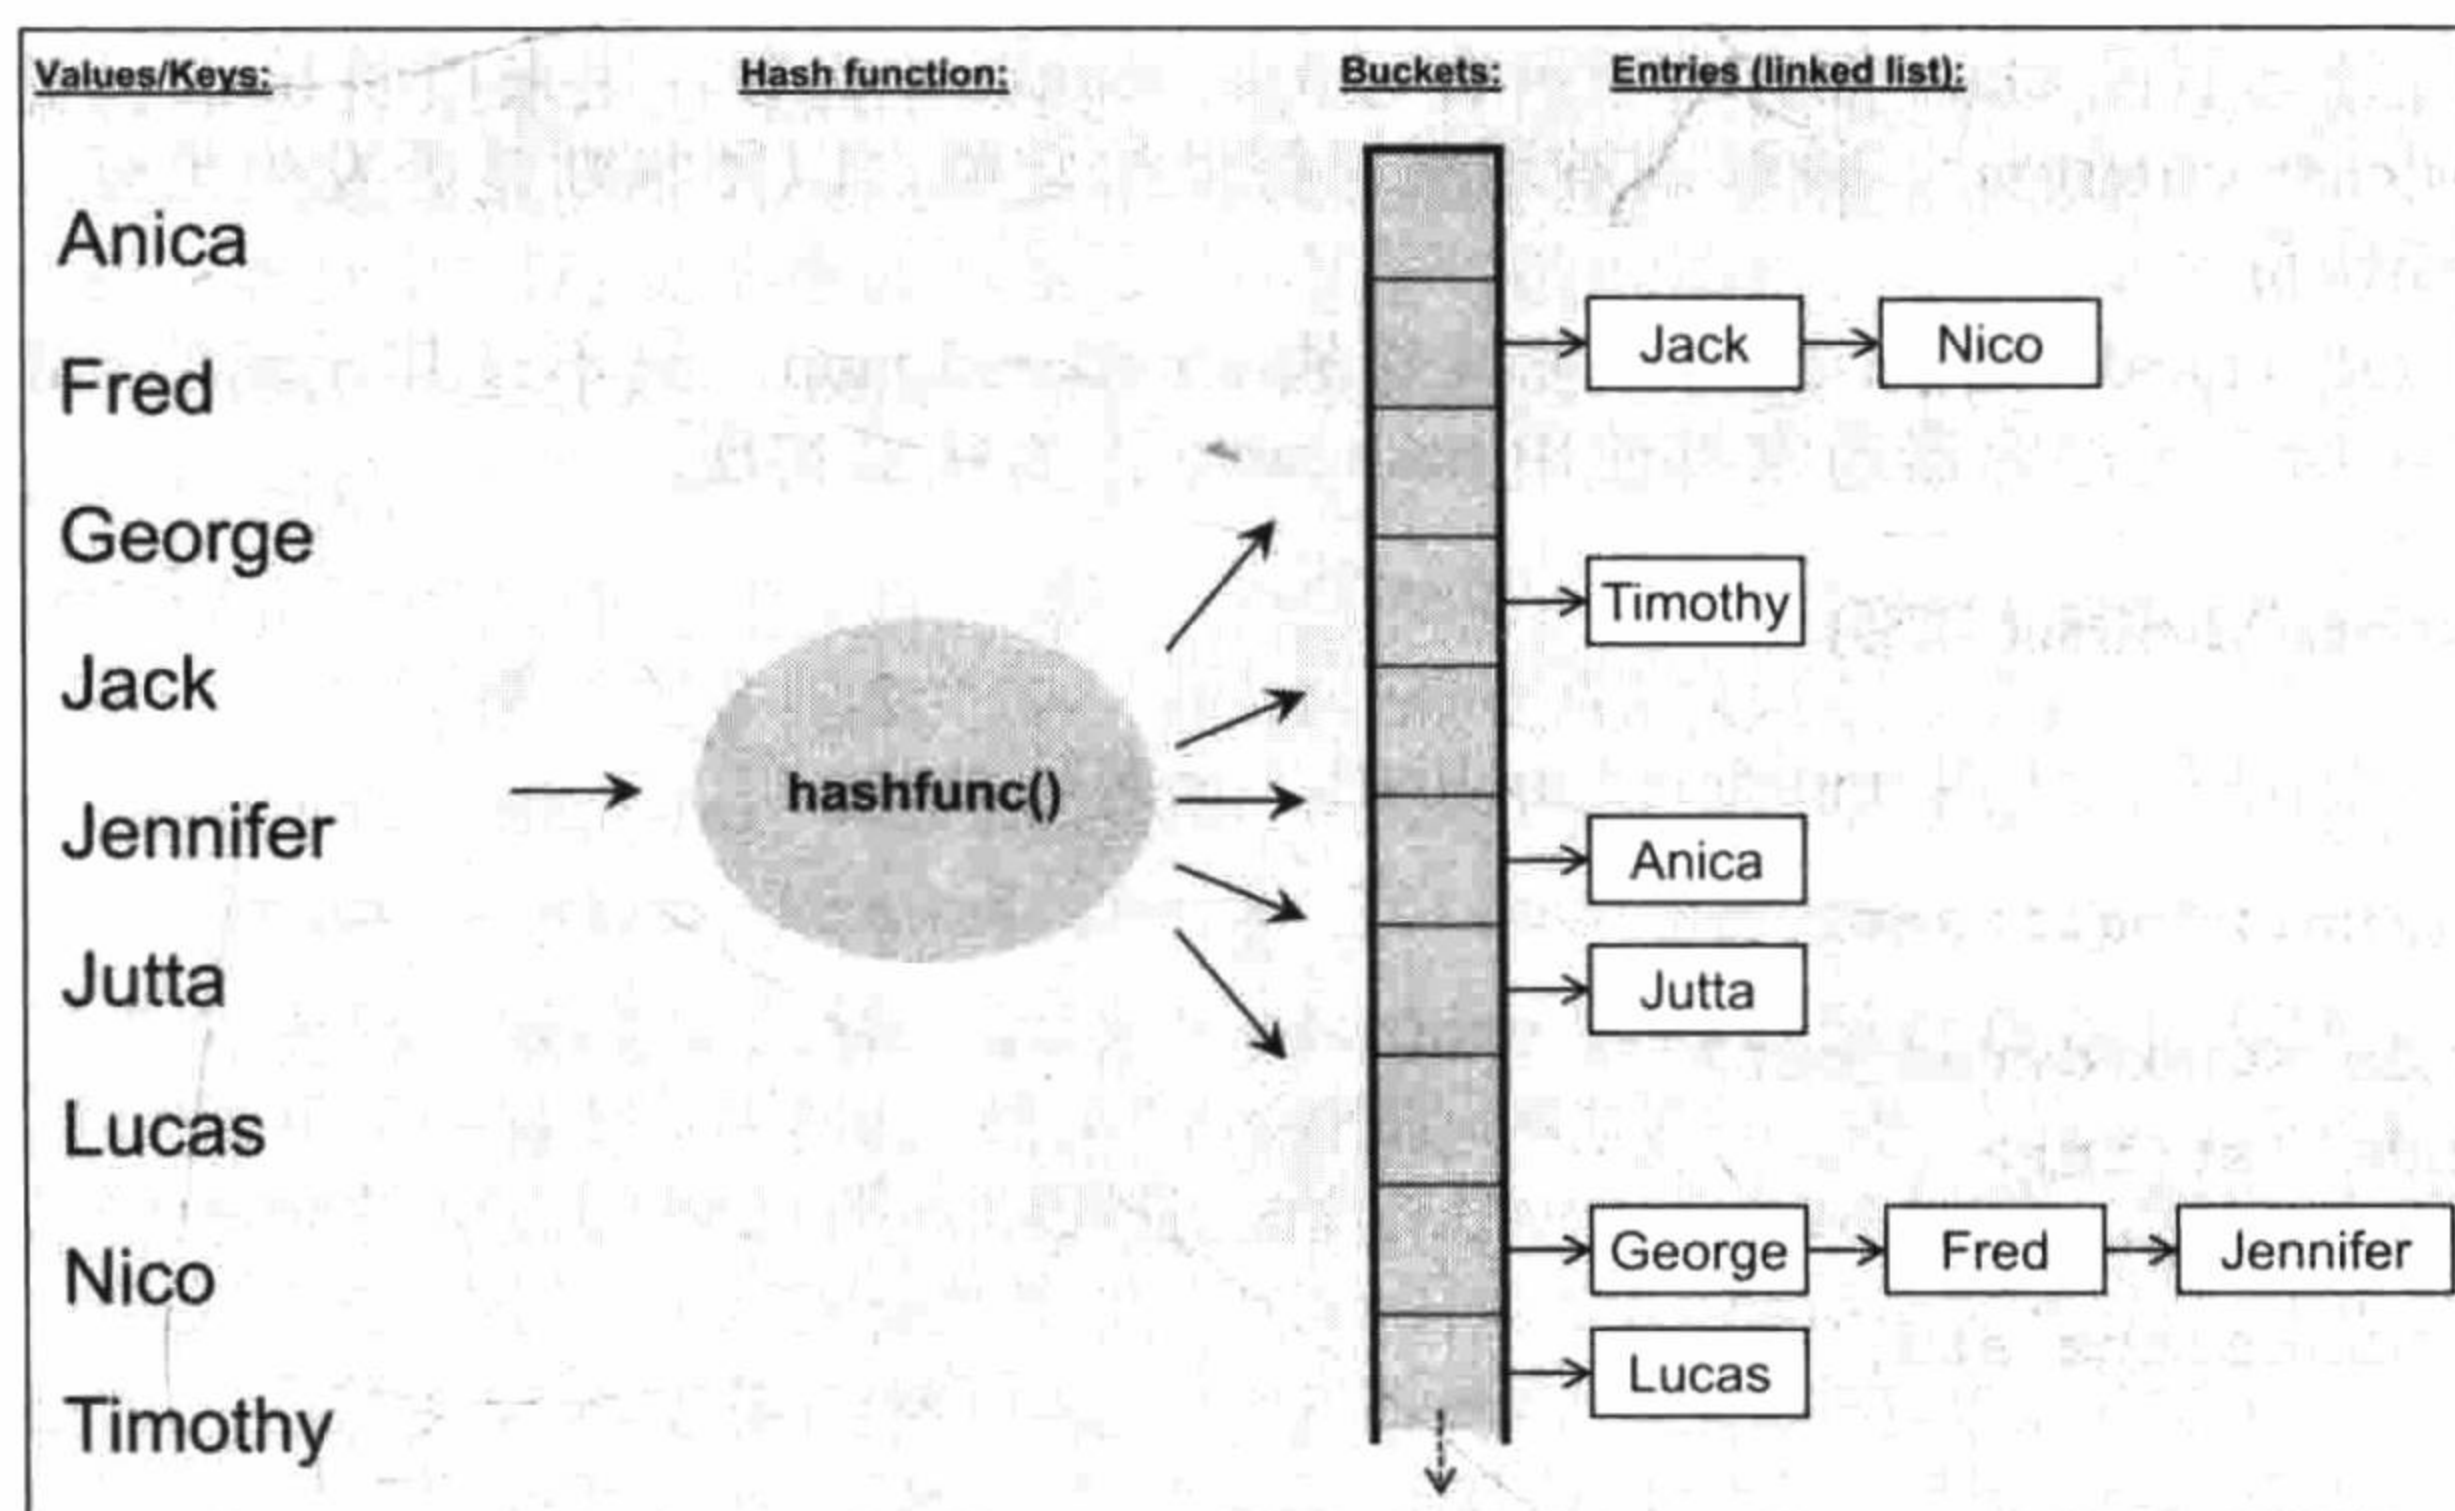 Values/Keys: Hash function: Buckets: Entries (linked list):
Anica
Fred
George
Jack
Jennifer
Jutta
Lucas
Nico
Timothy
hashfunc()
Jack Nico
Timothy
Anica
Jutta
George Fred Jennifer
Lucas